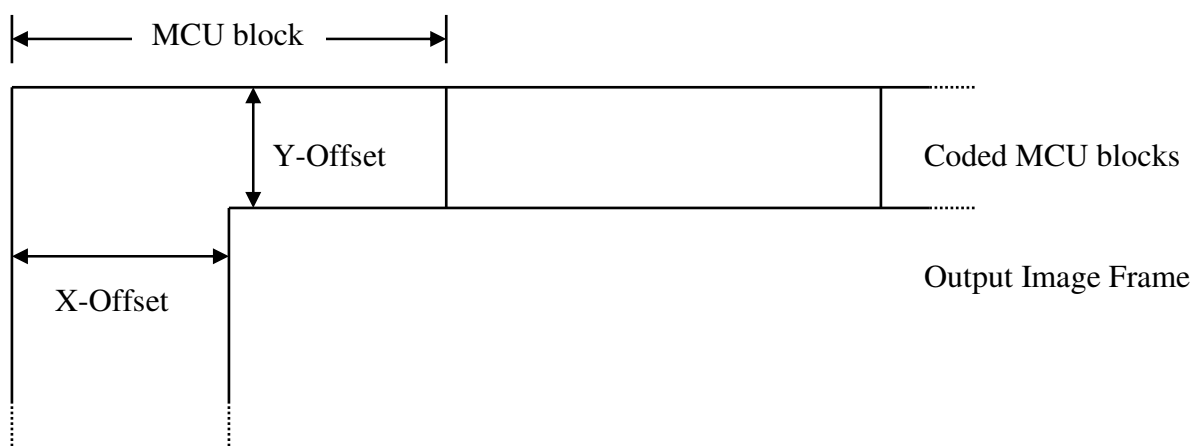 MCU block
Y-Offset
Coded MCU blocks
X-Offset
Output Image Frame